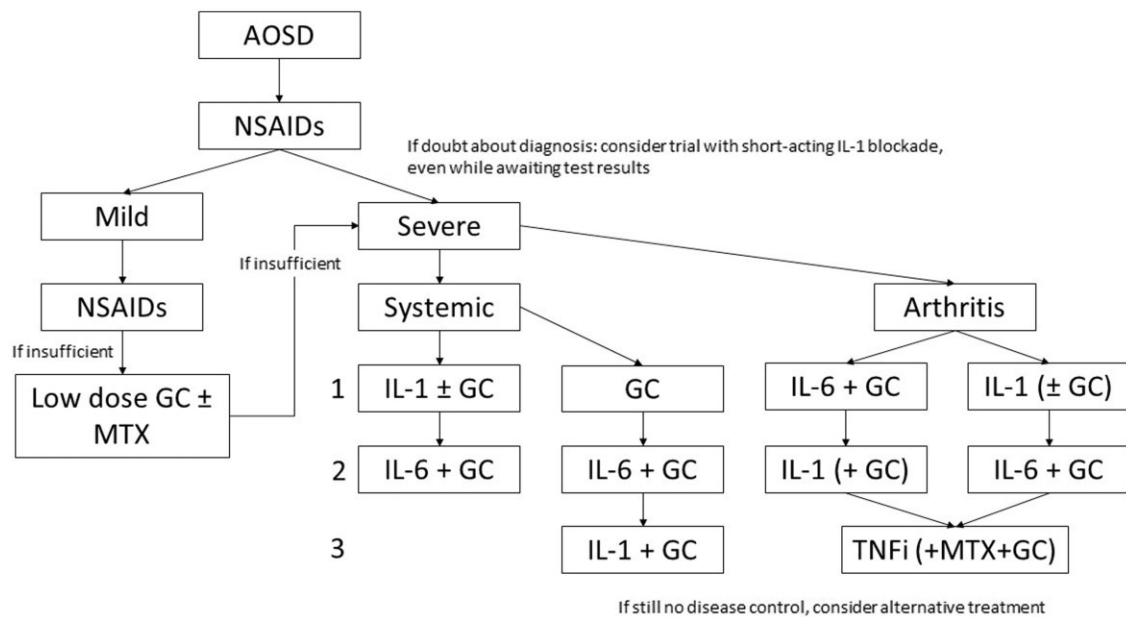 AOSD
NSAIDs
If doubt about diagnosis: consider trial with short-acting IL-1 blockade,
even while awaiting test results
Mild
Severe
If insufficient
NSAIDs
Systemic
Arthritis
If insufficient
Low dose GC ±
MTX
1
IL-1 ± GC
GC
IL-6 + GC
IL-1 (± GC)
2
IL-6 + GC
IL-6 + GC
IL-1 (+ GC)
IL-6 + GC
3
IL-1 + GC
TNFi (+MTX+GC)
If still no disease control, consider alternative treatment